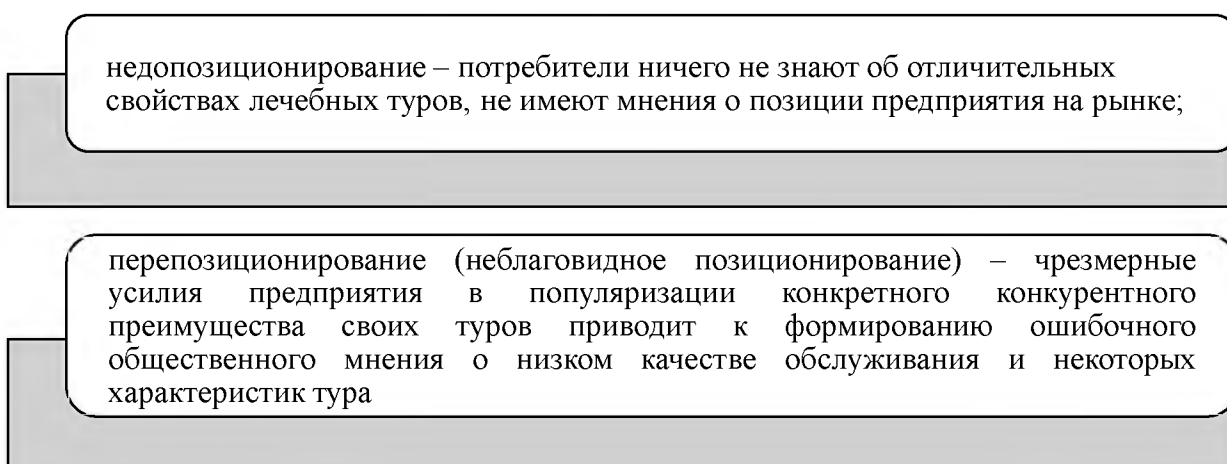 недопозиционирование – потребители ничего не знают об отличительных
свойствах лечебных туров, не имеют мнения о позиции предприятия на рынке;
перепозиционирование (неблаговидное позиционирование) – чрезмерные
усилия предприятия в популяризации конкретного конкурентного
преимущества своих туров приводит к формированию ошибочного
общественного мнения о низком качестве обслуживания и некоторых
характеристик тура